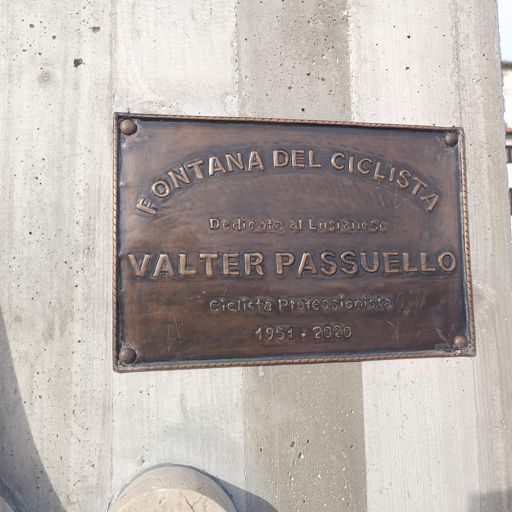 FONTANA DEL CICLISTA
Dedicata al Lusianese
VALTER PASSUELLO
Ciclista Professionista
1951 - 2020